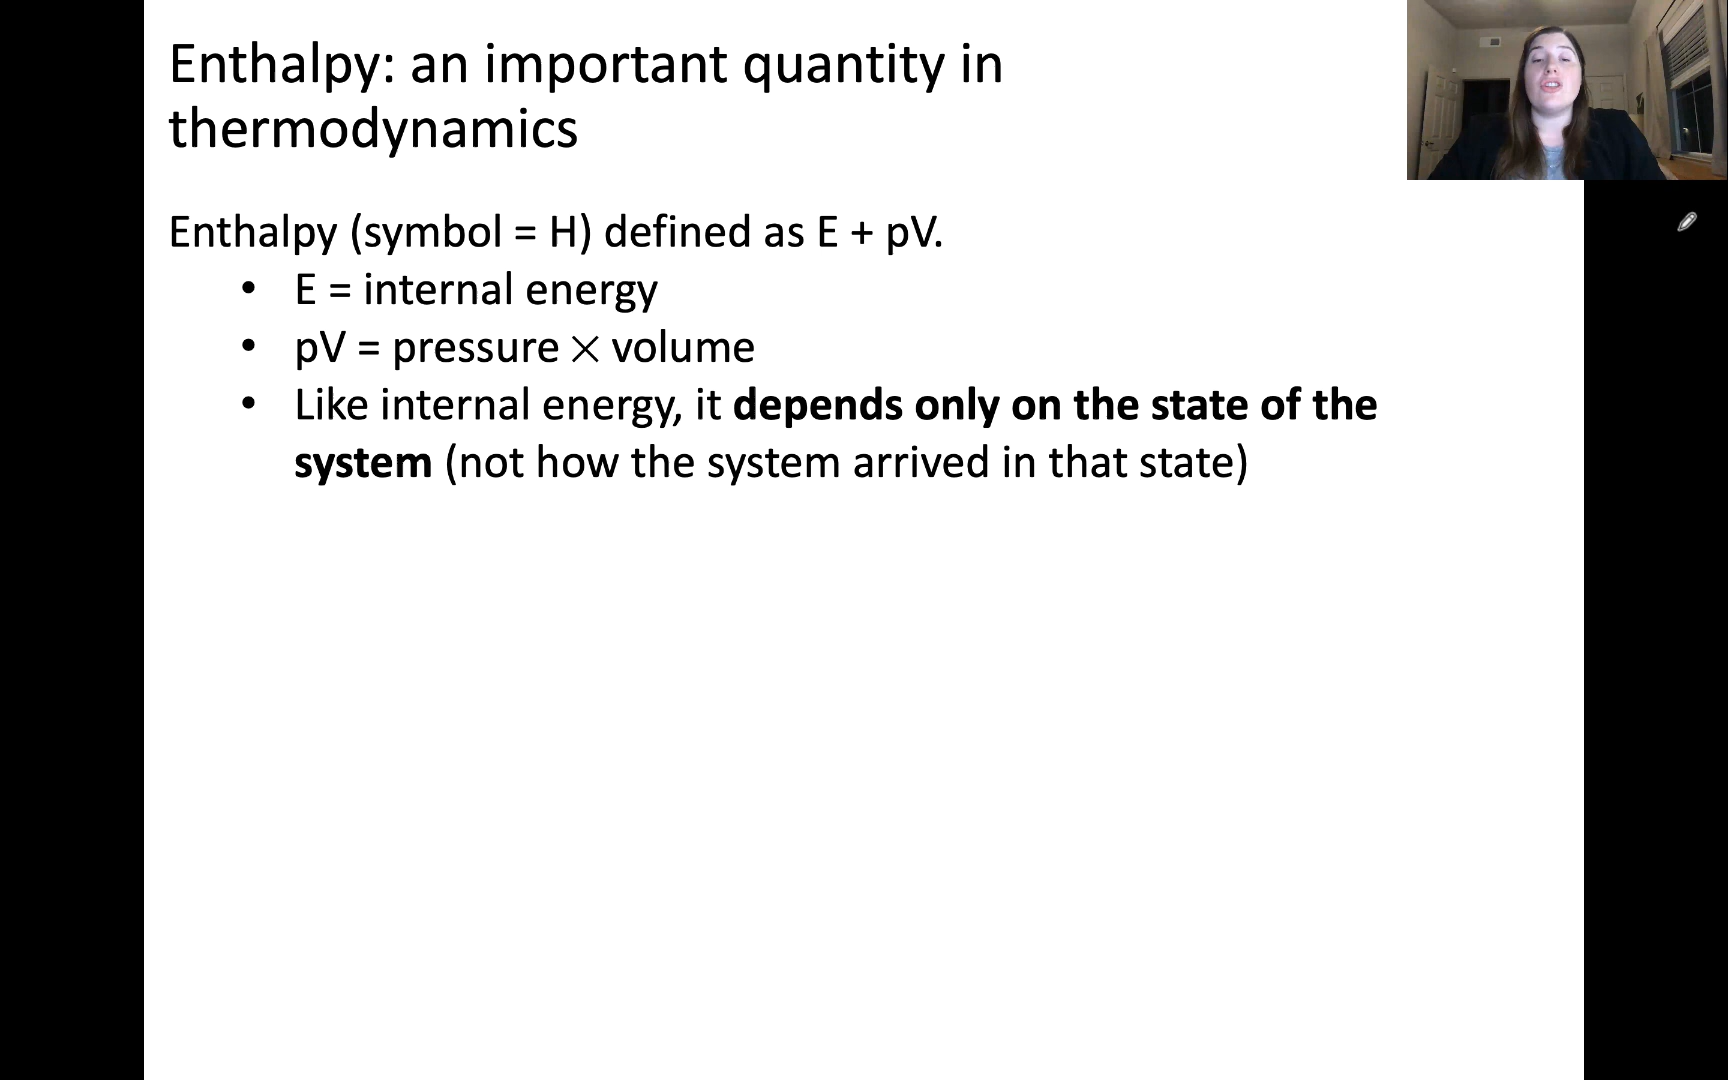 Enthalpy: an important quantity in
thermodynamics
Enthalpy (symbol = H) defined as E + pV.
• E = internal energy
• pV = pressure × volume
• Like internal energy, it depends only on the state of the
system (not how the system arrived in that state)